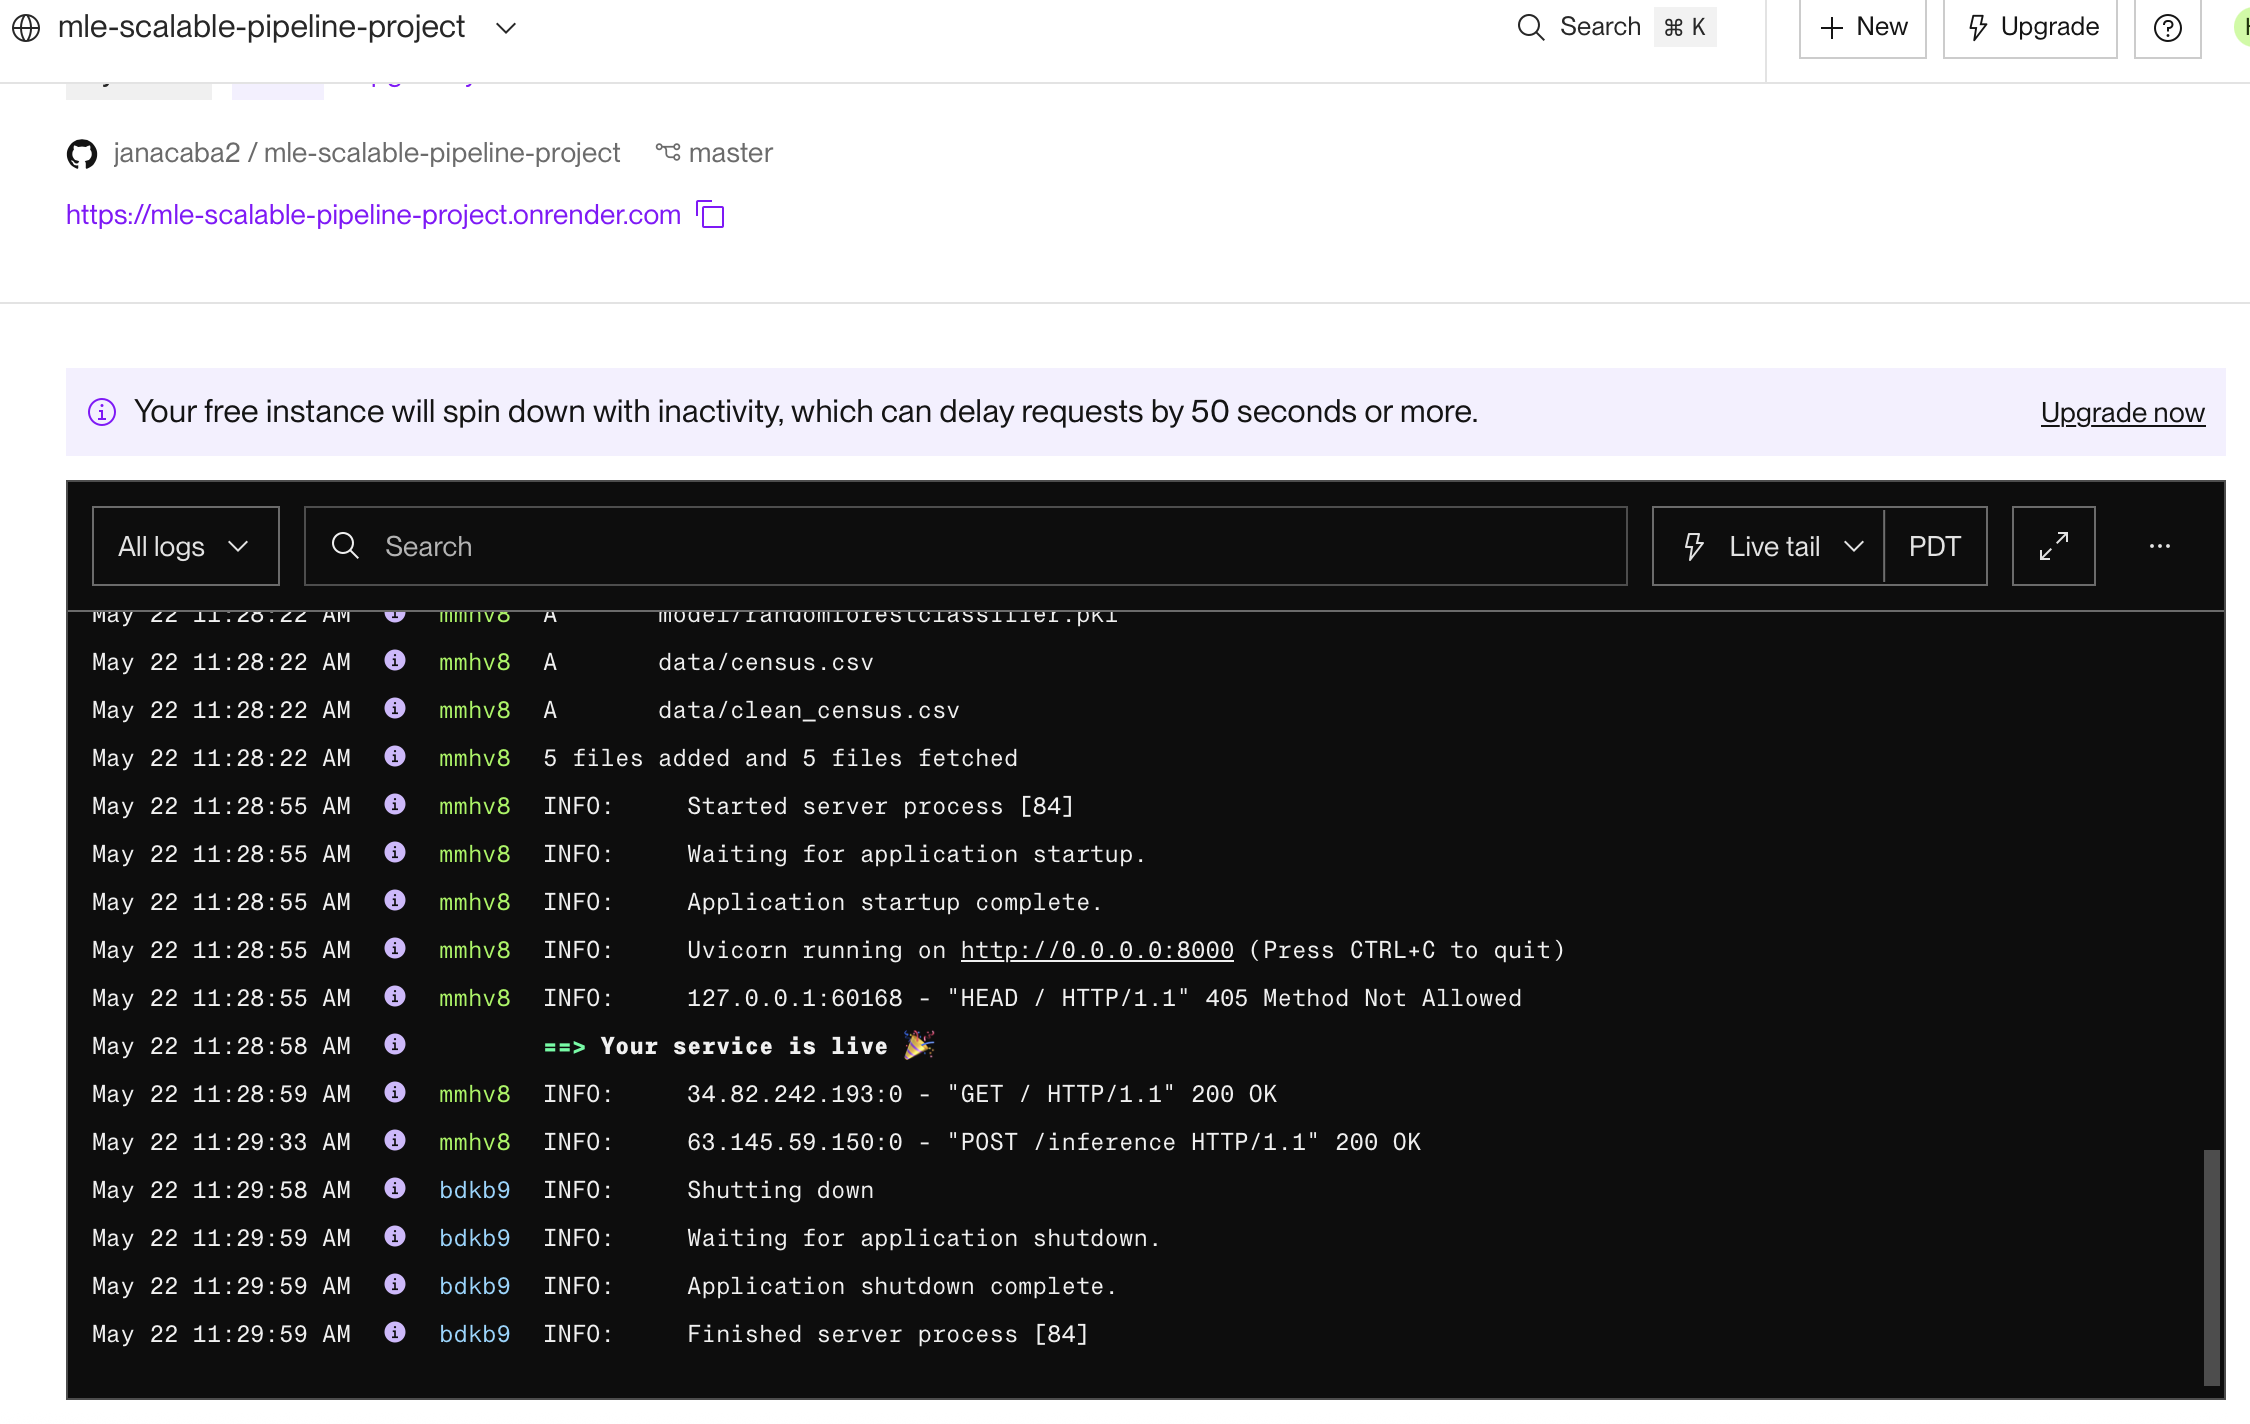 mle-scalable-pipeline-project
Search ⌘ K
+ New
Upgrade
janacaba2 / mle-scalable-pipeline-project master
https://mle-scalable-pipeline-project.onrender.com
Your free instance will spin down with inactivity, which can delay requests by 50 seconds or more.
Upgrade now
All logs
Search
Live tail
PDT
May 22 11:28:22 AM mmhv8 A model/randomforestclassifier.pkl
May 22 11:28:22 AM mmhv8 A data/census.csv
May 22 11:28:22 AM mmhv8 A data/clean_census.csv
May 22 11:28:22 AM mmhv8 5 files added and 5 files fetched
May 22 11:28:55 AM mmhv8 INFO: Started server process [84]
May 22 11:28:55 AM mmhv8 INFO: Waiting for application startup.
May 22 11:28:55 AM mmhv8 INFO: Application startup complete.
May 22 11:28:55 AM mmhv8 INFO: Uvicorn running on http://0.0.0.0:8000 (Press CTRL+C to quit)
May 22 11:28:55 AM mmhv8 INFO: 127.0.0.1:60168 - "HEAD / HTTP/1.1" 405 Method Not Allowed
May 22 11:28:58 AM ==> Your service is live 🎉
May 22 11:28:59 AM mmhv8 INFO: 34.82.242.193:0 - "GET / HTTP/1.1" 200 OK
May 22 11:29:33 AM mmhv8 INFO: 63.145.59.150:0 - "POST /inference HTTP/1.1" 200 OK
May 22 11:29:58 AM bdkb9 INFO: Shutting down
May 22 11:29:59 AM bdkb9 INFO: Waiting for application shutdown.
May 22 11:29:59 AM bdkb9 INFO: Application shutdown complete.
May 22 11:29:59 AM bdkb9 INFO: Finished server process [84]